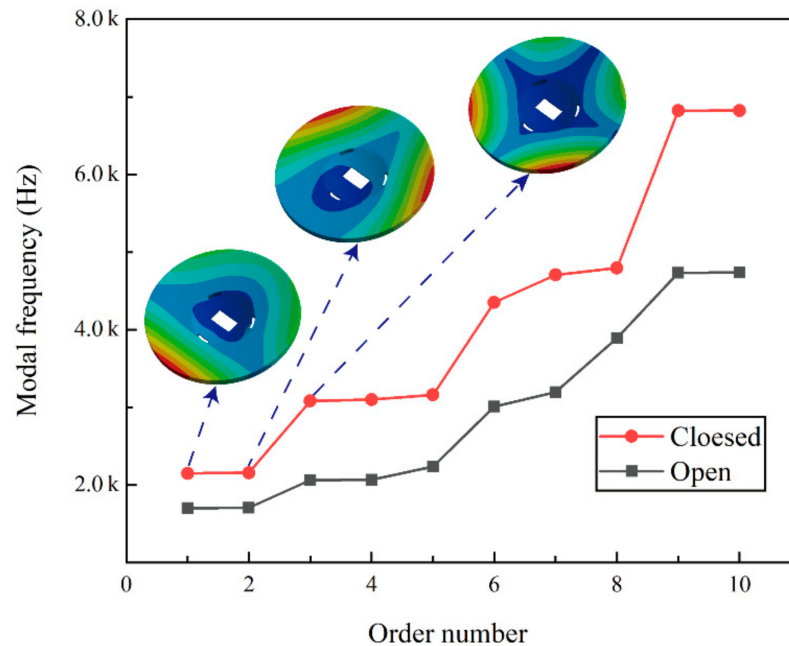 8.0 k
6.0 k
4.0 k
2.0 k
Modal frequency (Hz)
Cloesed
Open
0 2 4 6 8 10
Order number